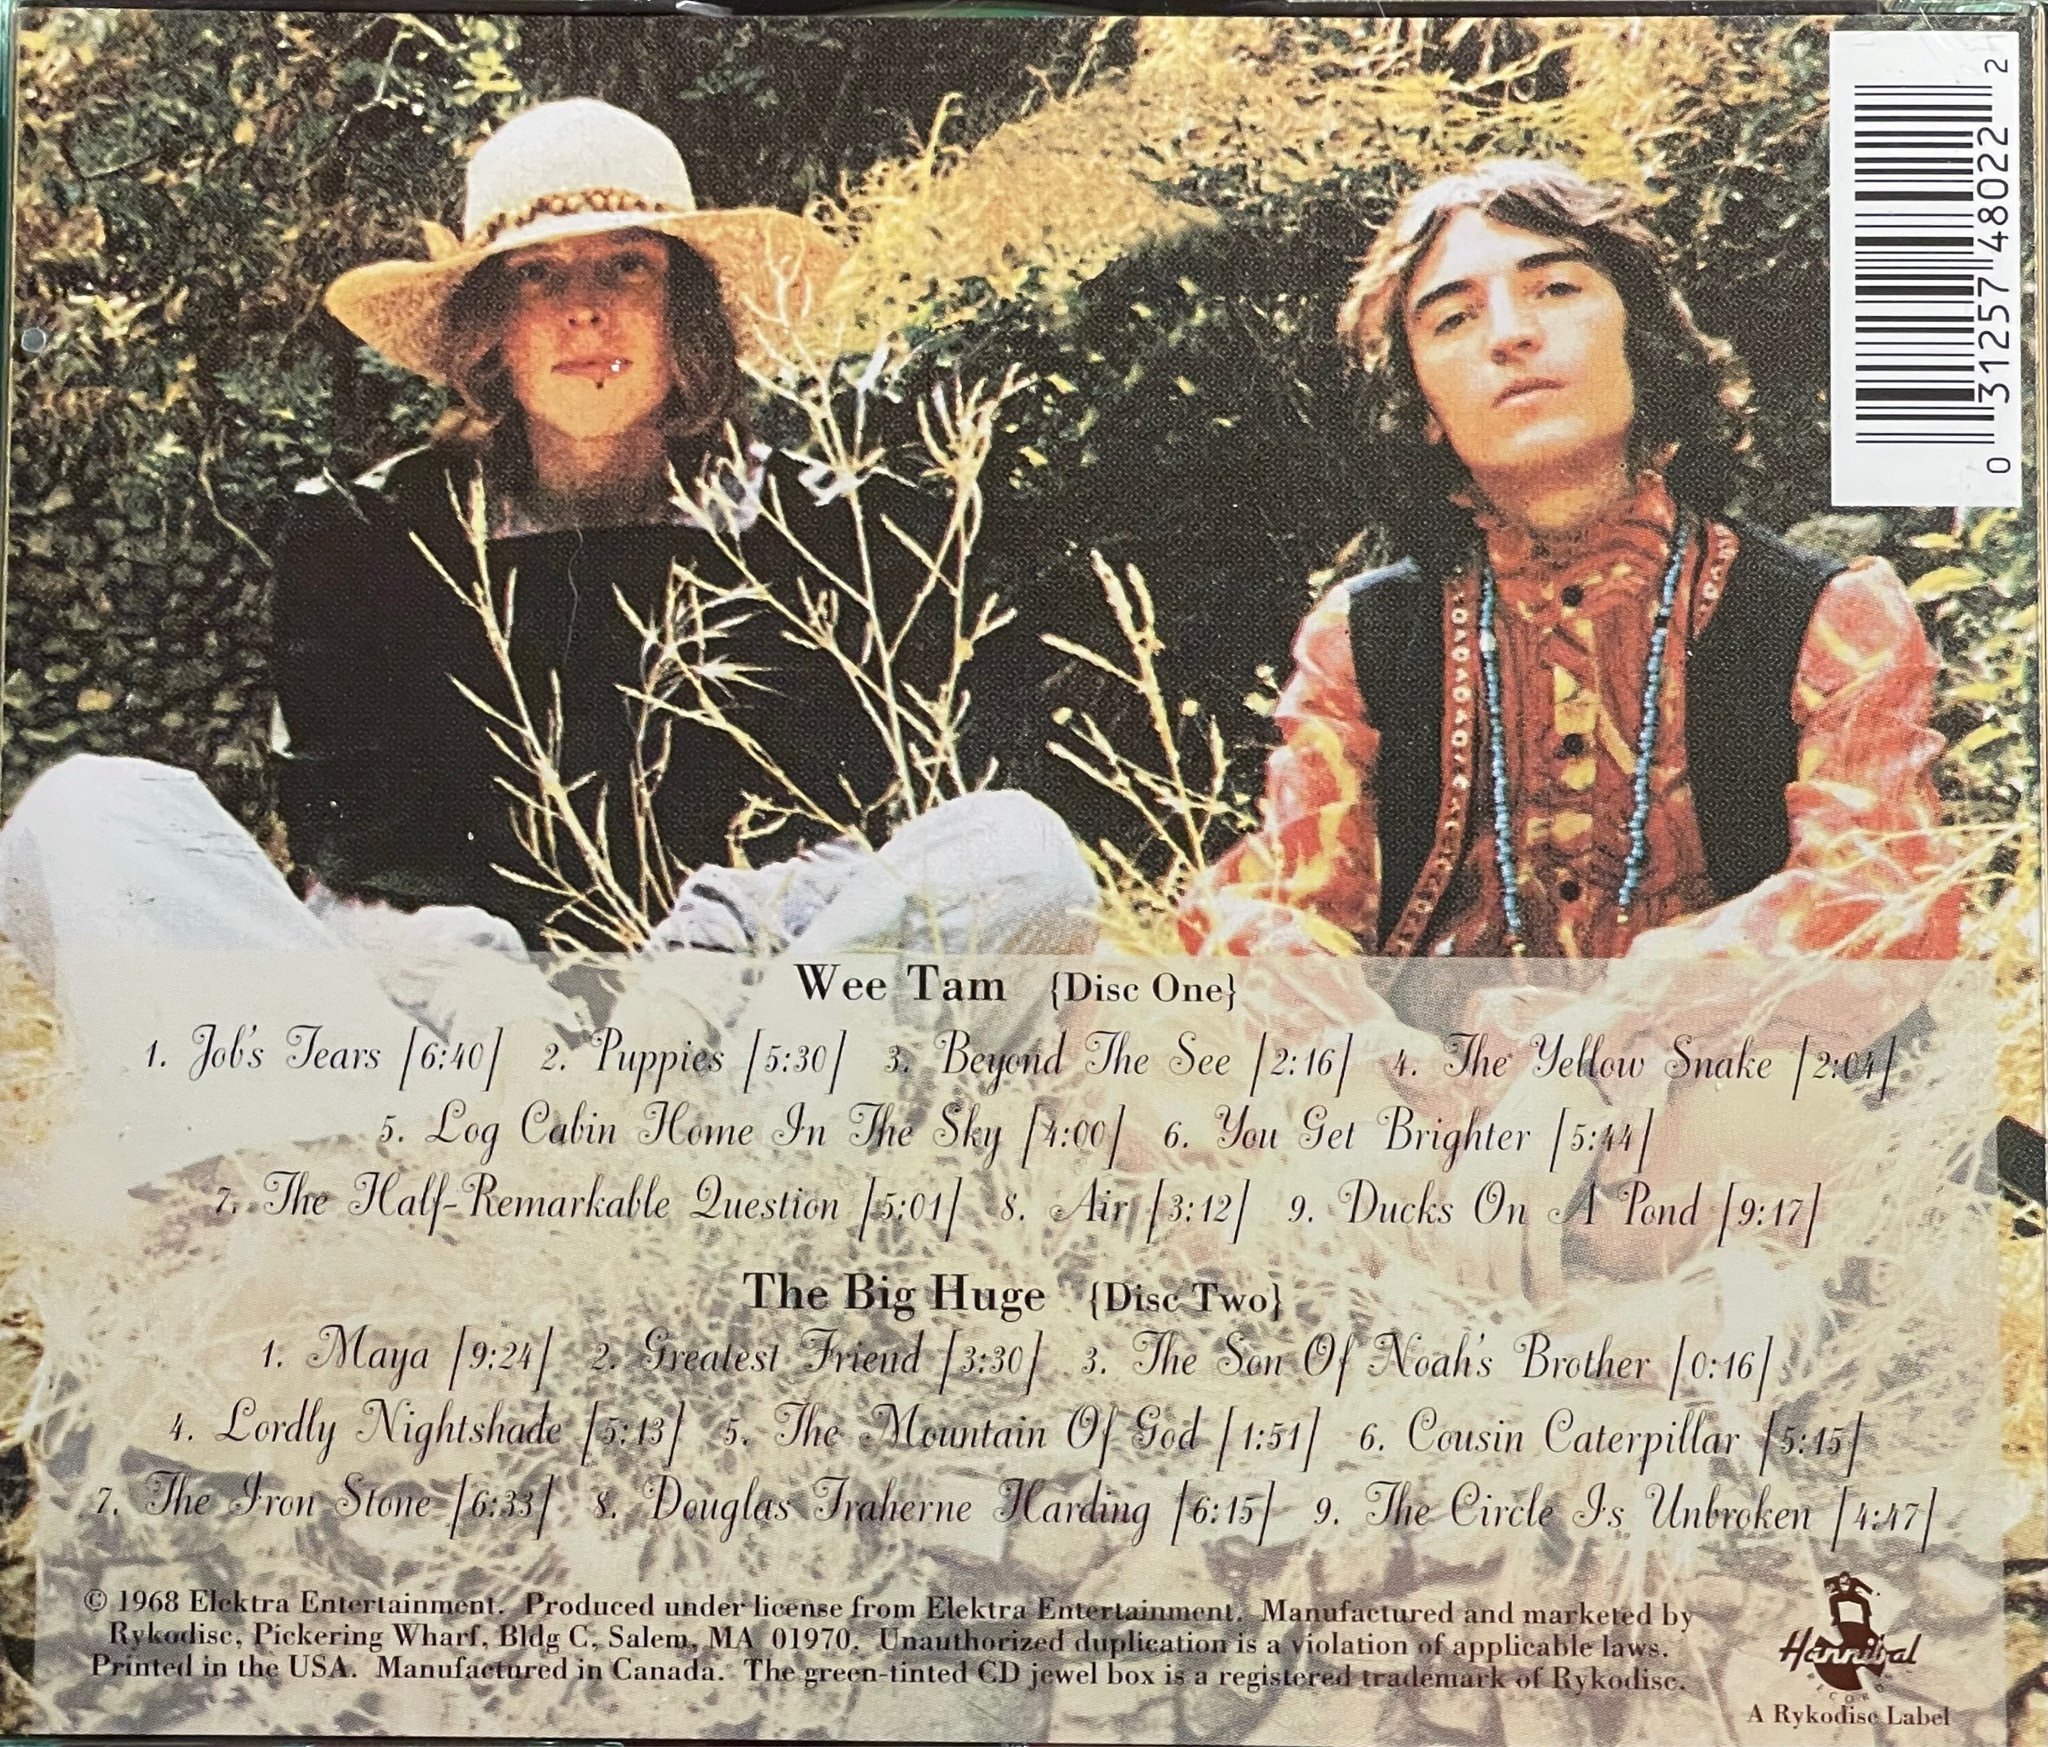 0 31257 48022 2
Wee Tam {Disc One}
1. Job's Tears [6:40] 2. Puppies [5:30] 3. Beyond The See [2:16] 4. The Yellow Snake [2:04]
5. Log Cabin Home In The Sky [4:00] 6. You Get Brighter [5:44]
7. The Half-Remarkable Question [5:01] 8. Air [3:12] 9. Ducks On A Pond [9:17]
The Big Huge {Disc Two}
1. Maya [9:24] 2. Greatest Friend [3:30] 3. The Son Of Noah's Brother [0:16]
4. Lordly Nightshade [5:13] 5. The Mountain Of God [1:51] 6. Cousin Caterpillar [5:15]
7. The Iron Stone [6:33] 8. Douglas Traherne Harding [6:15] 9. The Circle Is Unbroken [4:47]
© 1968 Elektra Entertainment. Produced under license from Elektra Entertainment. Manufactured and marketed by
Rykodisc, Pickering Wharf, Bldg C, Salem, MA 01970. Unauthorized duplication is a violation of applicable laws.
Printed in the USA. Manufactured in Canada. The green-tinted CD jewel box is a registered trademark of Rykodisc.
Hannibal
RECORDS
A Rykodisc Label